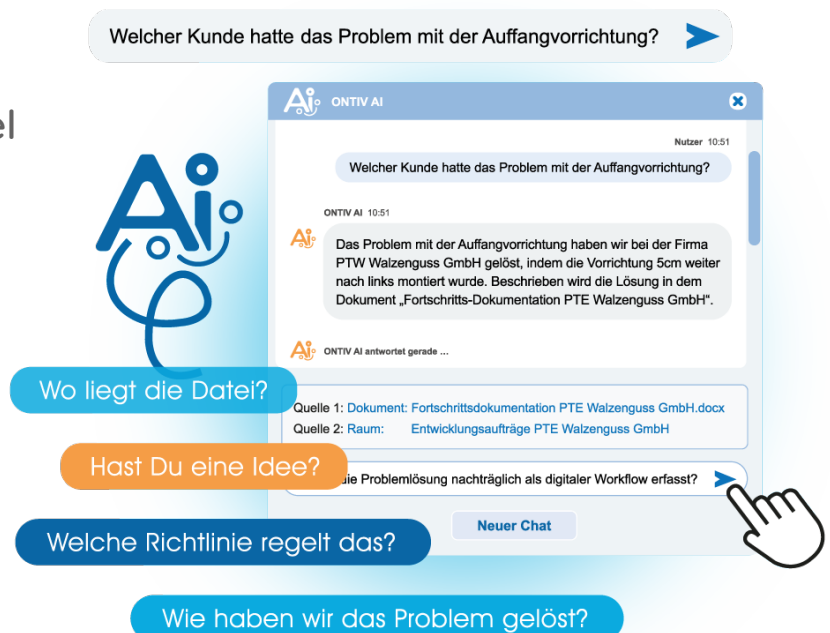 Welcher Kunde hatte das Problem mit der Auffangvorrichtung?
el
Ai
ONTIV AI
Nutzer 10:51
Welcher Kunde hatte das Problem mit der Auffangvorrichtung?
Ai
ONTIV AI 10:51
Ai
Das Problem mit der Auffangvorrichtung haben wir bei der Firma
PTW Walzenguss GmbH gelöst, indem die Vorrichtung 5cm weiter
nach links montiert wurde. Beschrieben wird die Lösung in dem
Dokument „Fortschritts-Dokumentation PTE Walzenguss GmbH".
Ai
ONTIV AI antwortet gerade ...
Wo liegt die Datei?
Quelle 1: Dokument: Fortschrittsdokumentation PTE Walzenguss GmbH.docx
Quelle 2: Raum: Entwicklungsaufträge PTE Walzenguss GmbH
Hast Du eine Idee?
die Problemlösung nachträglich als digitaler Workflow erfasst?
Neuer Chat
Welche Richtlinie regelt das?
Wie haben wir das Problem gelöst?